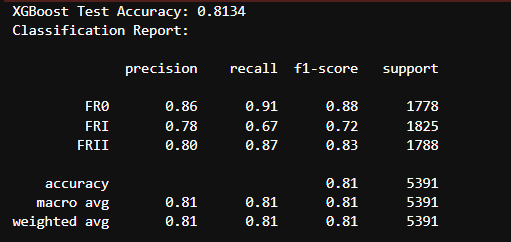 XGBoost Test Accuracy: 0.8134
Classification Report:
precision recall f1-score support
FR0 0.86 0.91 0.88 1778
FRI 0.78 0.67 0.72 1825
FRII 0.80 0.87 0.83 1788
accuracy 0.81 5391
macro avg 0.81 0.81 0.81 5391
weighted avg 0.81 0.81 0.81 5391